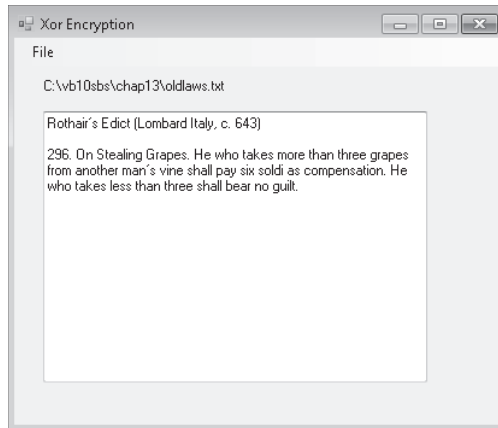 Xor Encryption
File
C:\vb10sbs\chap13\oldlaws.txt
Rothair´s Edict (Lombard Italy, c. 643)
296. On Stealing Grapes. He who takes more than three grapes
from another man´s vine shall pay six soldi as compensation. He
who takes less than three shall bear no guilt.